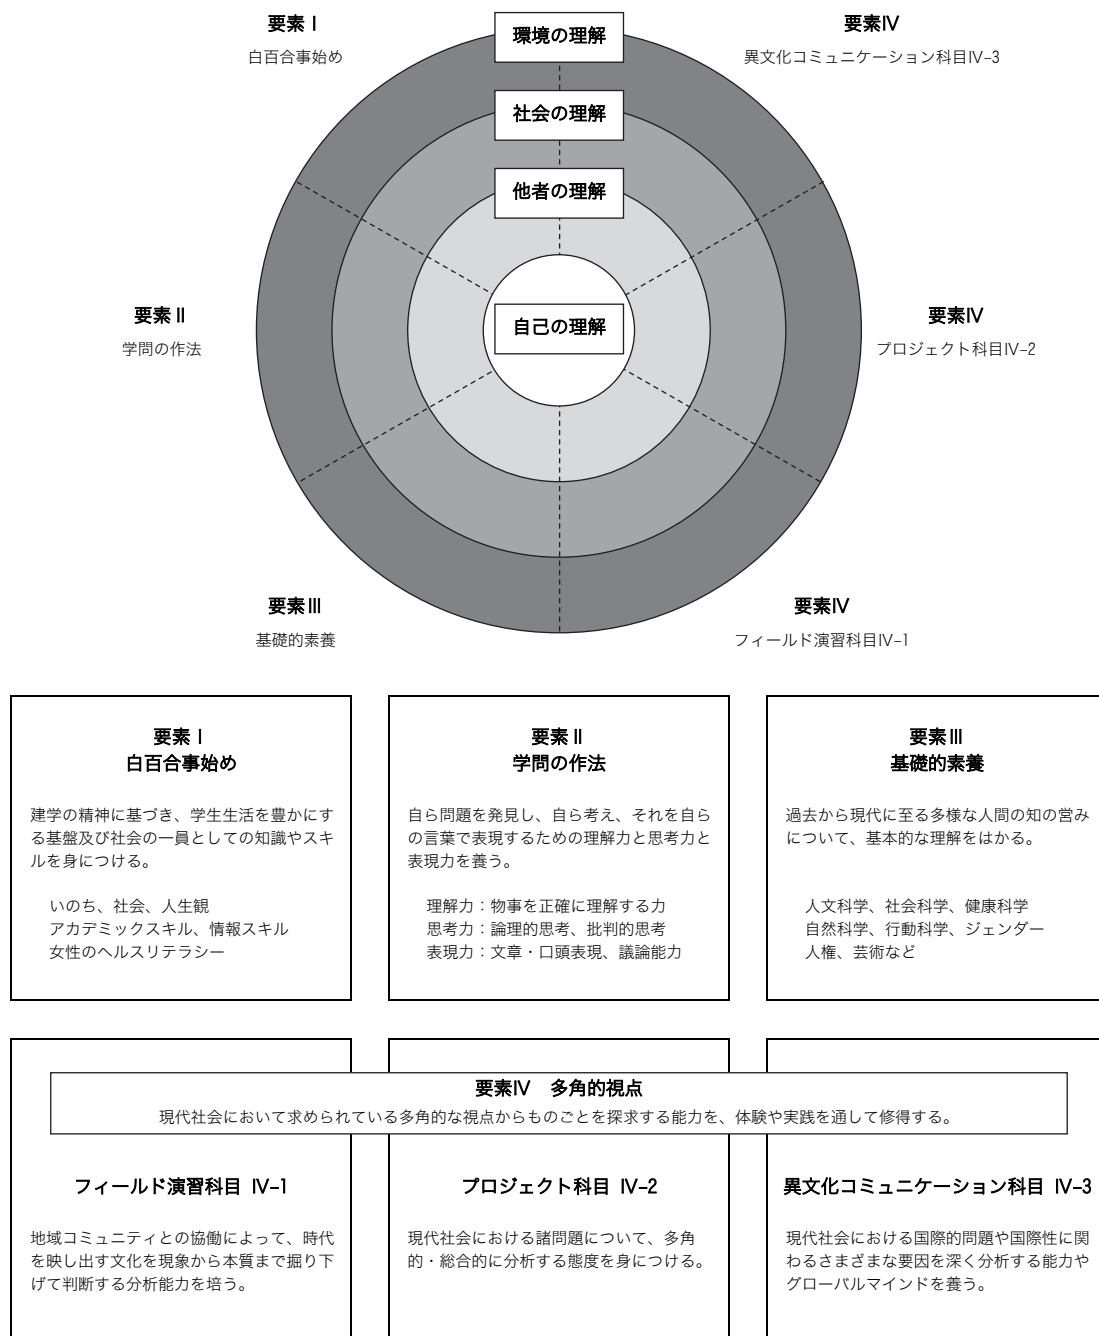 要素Ⅰ
白百合事始め
要素Ⅳ
異文化コミュニケーション科目Ⅳ−3
環境の理解
社会の理解
他者の理解
自己の理解
要素Ⅱ
学問の作法
要素Ⅳ
プロジェクト科目Ⅳ−2
要素Ⅲ
基礎的素養
要素Ⅳ
フィールド演習科目Ⅳ−1
要素Ⅰ
白百合事始め
建学の精神に基づき、学生生活を豊かにす
る基盤及び社会の一員としての知識やスキ
ルを身につける。
いのち、社会、人生観
アカデミックスキル、情報スキル
女性のヘルスリテラシー
要素Ⅱ
学問の作法
自ら問題を発見し、自ら考え、それを自ら
の言葉で表現するための理解力と思考力と
表現力を養う。
理解力：物事を正確に理解する力
思考力：論理的思考、批判的思考
表現力：文章・口頭表現、議論能力
要素Ⅲ
基礎的素養
過去から現代に至る多様な人間の知の営み
について、基本的な理解をはかる。
人文科学、社会科学、健康科学
自然科学、行動科学、ジェンダー
人権、芸術など
要素Ⅳ　多角的視点
現代社会において求められている多角的な視点からものごとを探求する能力を、体験や実践を通して修得する。
フィールド演習科目 Ⅳ−1
地域コミュニティとの協働によって、時代
を映し出す文化を現象から本質まで掘り下
げて判断する分析能力を培う。
プロジェクト科目 Ⅳ−2
現代社会における諸問題について、多角
的・総合的に分析する態度を身につける。
異文化コミュニケーション科目 Ⅳ−3
現代社会における国際的問題や国際性に関
わるさまざまな要因を深く分析する能力や
グローバルマインドを養う。